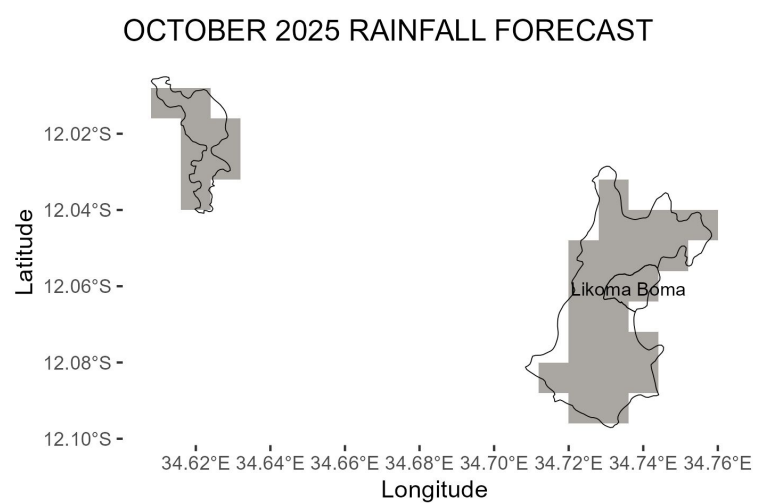 OCTOBER 2025 RAINFALL FORECAST
12.02°S
12.04°S
12.06°S
12.08°S
12.10°S
Latitude
Likoma Boma
34.62°E 34.64°E 34.66°E 34.68°E 34.70°E 34.72°E 34.74°E 34.76°E
Longitude